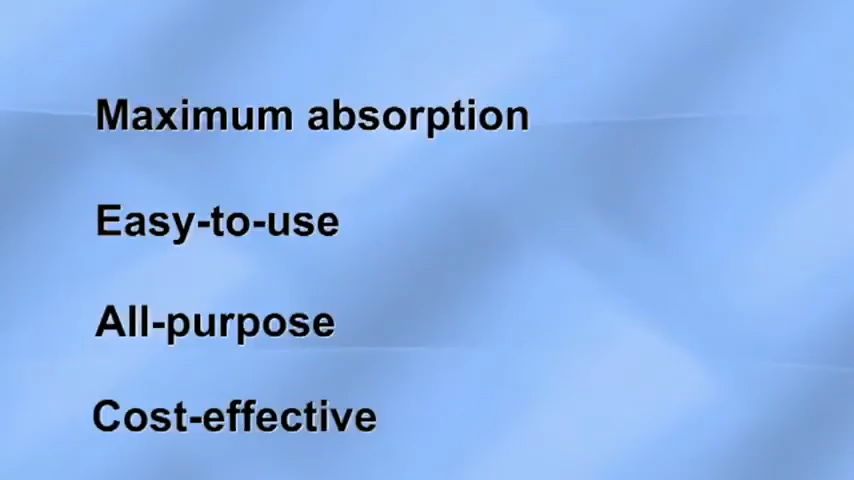 Maximum absorption
Easy-to-use
All-purpose
Cost-effective